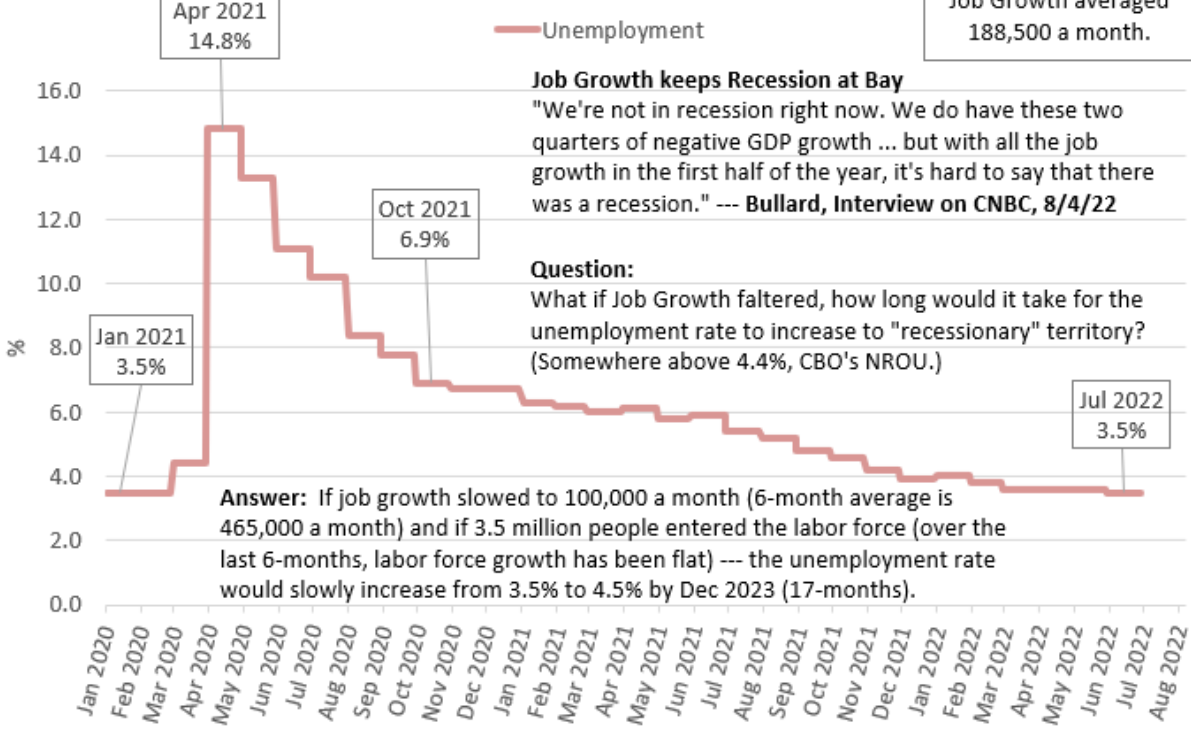 Apr 2021
14.8%
Unemployment
Job Growth averaged
188,500 a month.
Job Growth keeps Recession at Bay
"We're not in recession right now. We do have these two
quarters of negative GDP growth ... but with all the job
growth in the first half of the year, it's hard to say that there
was a recession." --- Bullard, Interview on CNBC, 8/4/22
Oct 2021
6.9%
Question:
What if Job Growth faltered, how long would it take for the
unemployment rate to increase to "recessionary" territory?
(Somewhere above 4.4%, CBO's NROU.)
Jan 2021
3.5%
Jul 2022
3.5%
Answer: If job growth slowed to 100,000 a month (6-month average is
465,000 a month) and if 3.5 million people entered the labor force (over the
last 6-months, labor force growth has been flat) --- the unemployment rate
would slowly increase from 3.5% to 4.5% by Dec 2023 (17-months).
%
16.0
14.0
12.0
10.0
8.0
6.0
4.0
2.0
0.0
Jan 2020
Feb 2020
Mar 2020
Apr 2020
May 2020
Jun 2020
Jul 2020
Aug 2020
Sep 2020
Oct 2020
Nov 2020
Dec 2020
Jan 2021
Feb 2021
Mar 2021
Apr 2021
May 2021
Jun 2021
Jul 2021
Aug 2021
Sep 2021
Oct 2021
Nov 2021
Dec 2021
Jan 2022
Feb 2022
Mar 2022
Apr 2022
May 2022
Jun 2022
Jul 2022
Aug 2022